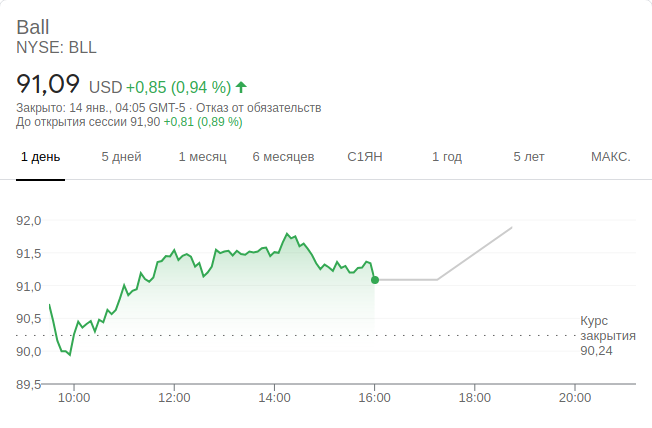 Ball
NYSE: BLL
91,09 USD +0,85 (0,94 %)
Закрыто: 14 янв., 04:05 GMT-5 · Отказ от обязательств
До открытия сессии 91,90 +0,81 (0,89 %)
1 день 5 дней 1 месяц 6 месяцев С1ЯН 1 год 5 лет МАКС.
92,0
91,5
91,0
90,5
90,0
89,5
Курс
закрытия
90,24
10:00 12:00 14:00 16:00 18:00 20:00